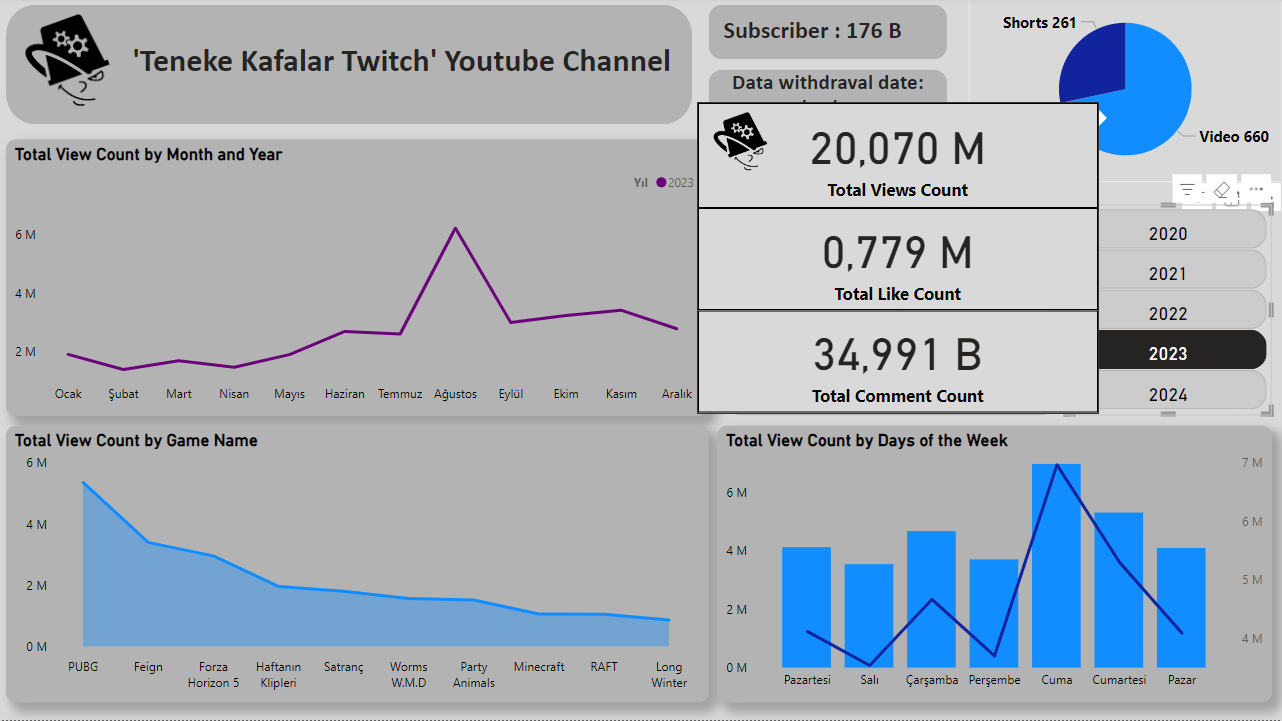 'Teneke Kafalar Twitch' Youtube Channel
Subscriber : 176 B
Data withdraval date:
Shorts 261
Video 660
20,070 M
Total Views Count
0,779 M
Total Like Count
34,991 B
Total Comment Count
2020
2021
2022
2023
2024
Total View Count by Month and Year
Yıl 2023
6 M
4 M
2 M
Ocak Şubat Mart Nisan Mayıs Haziran Temmuz Ağustos Eylül Ekim Kasım Aralık
Total View Count by Game Name
6 M
4 M
2 M
0 M
PUBG Feign Forza Haftanın Satranç Worms Party Minecraft RAFT Long
Horizon 5 Klipleri W.M.D Animals Winter
Total View Count by Days of the Week
6 M
4 M
2 M
0 M
7 M
6 M
5 M
4 M
Pazartesi Salı Çarşamba Perşembe Cuma Cumartesi Pazar